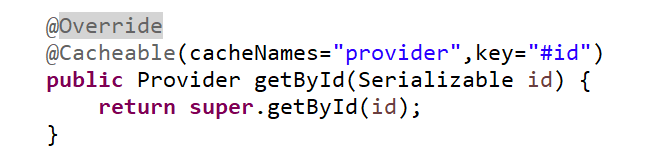 @Override
@Cacheable(cacheNames="provider",key="#id")
public Provider getById(Serializable id) {
    return super.getById(id);
}